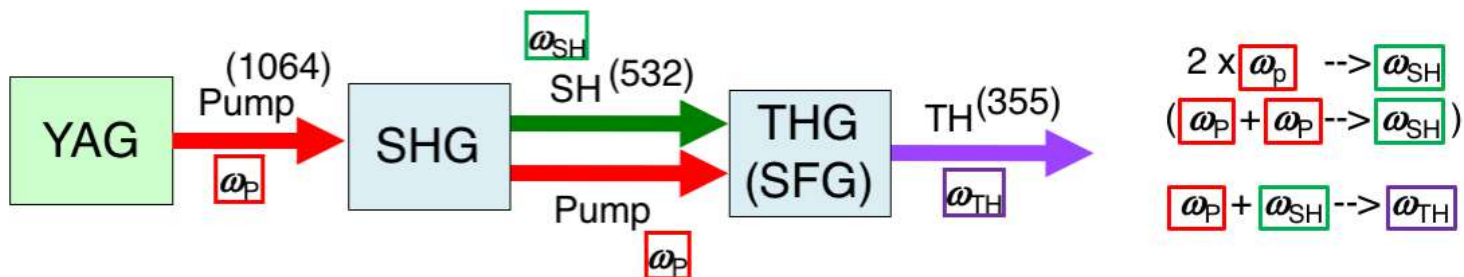 YAG
(1064)
Pump
ωP
SHG
ωSH
SH (532)
Pump
ωP
THG
(SFG)
TH (355)
ωTH
2 x ωp --> ωSH
(ωP + ωP --> ωSH)
ωP + ωSH --> ωTH